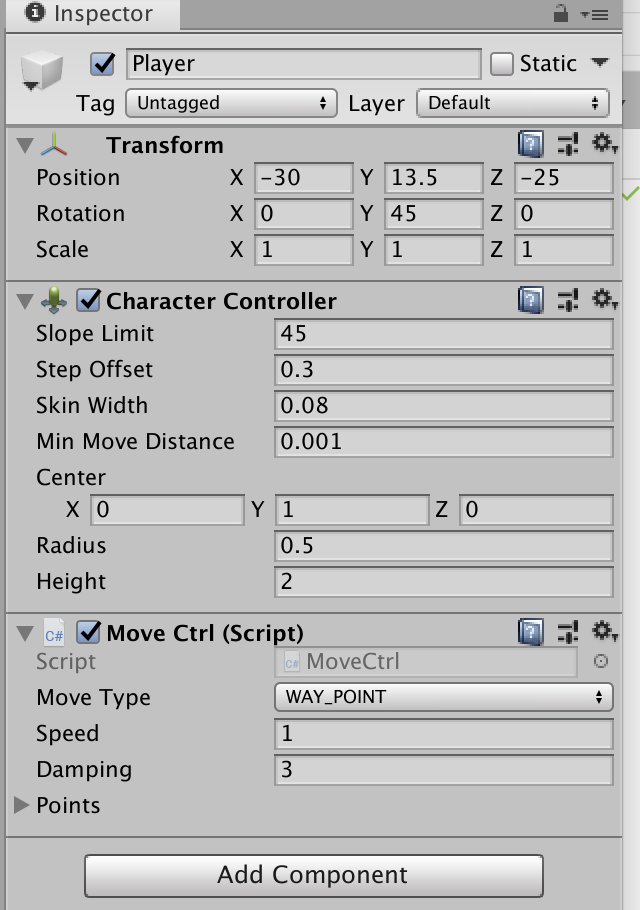 Inspector
Player Static
Tag Untagged Layer Default
Transform
Position X -30 Y 13.5 Z -25
Rotation X 0 Y 45 Z 0
Scale X 1 Y 1 Z 1
Character Controller
Slope Limit 45
Step Offset 0.3
Skin Width 0.08
Min Move Distance 0.001
Center
X 0 Y 1 Z 0
Radius 0.5
Height 2
C# Move Ctrl (Script)
Script C# MoveCtrl
Move Type WAY_POINT
Speed 1
Damping 3
Points
Add Component